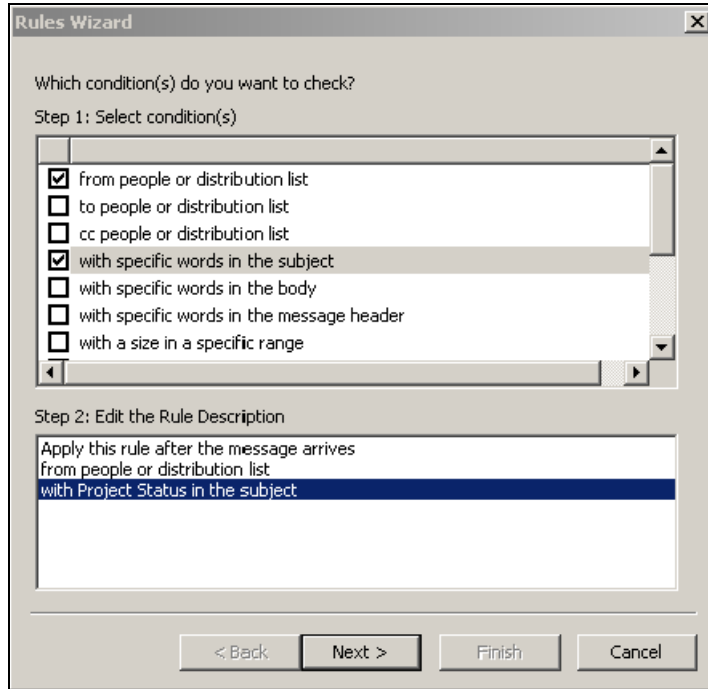 Rules Wizard
Which condition(s) do you want to check?
Step 1: Select condition(s)
from people or distribution list
to people or distribution list
cc people or distribution list
with specific words in the subject
with specific words in the body
with specific words in the message header
with a size in a specific range
Step 2: Edit the Rule Description
Apply this rule after the message arrives
from people or distribution list
with Project Status in the subject
< Back Next > Finish Cancel